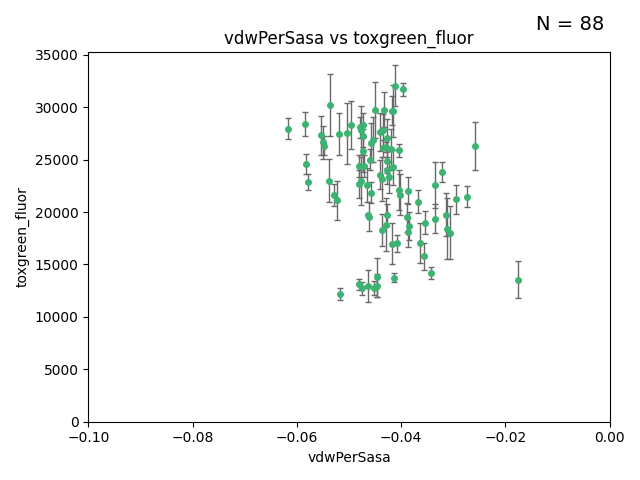 N = 88
vdwPerSasa vs toxgreen_fluor
35000
30000
25000
20000
15000
10000
5000
0
toxgreen_fluor
−0.10 −0.08 −0.06 −0.04 −0.02 0.00
vdwPerSasa